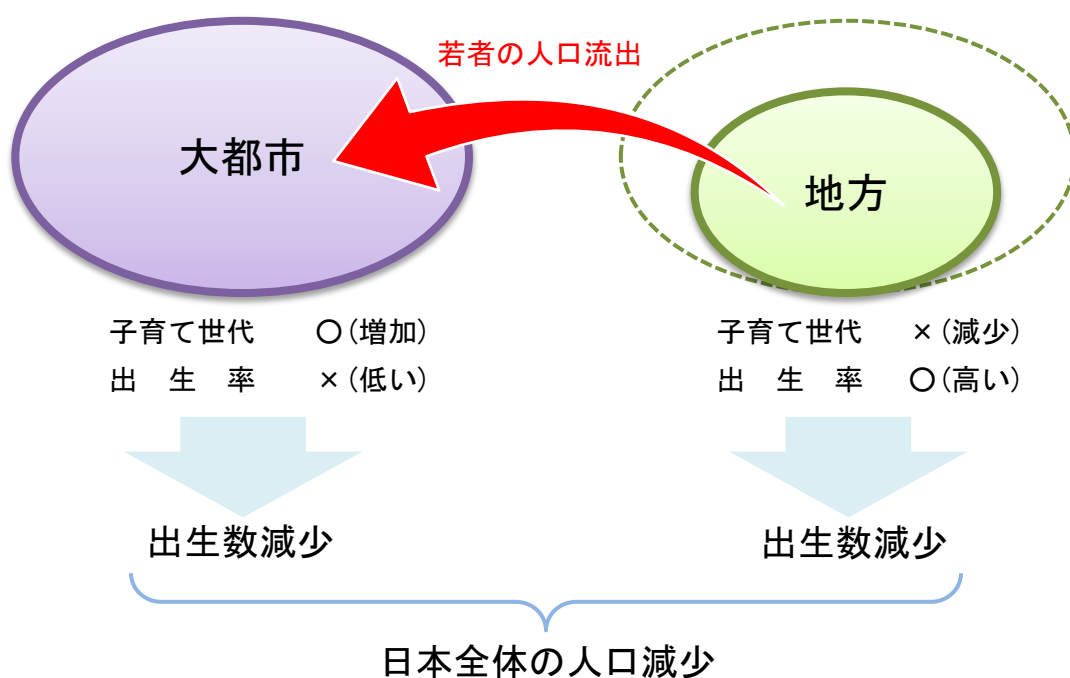 若者の人口流出
大都市
地方
子育て世代 ○(増加)
出生率 ×(低い)
子育て世代 ×(減少)
出生率 ○(高い)
出生数減少
出生数減少
日本全体の人口減少